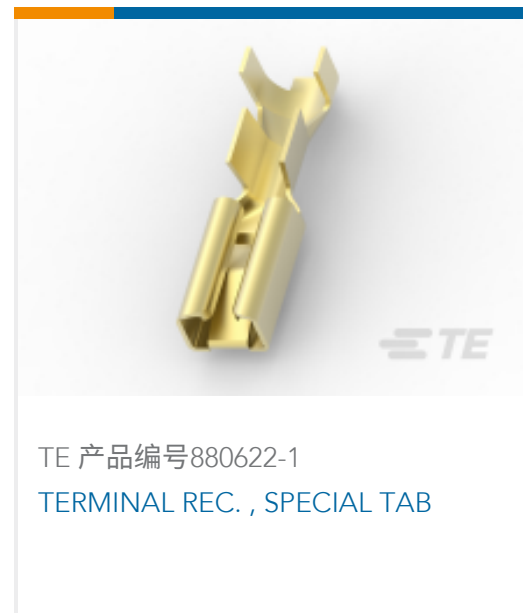 TE
TE 产品编号880622-1
TERMINAL REC. , SPECIAL TAB